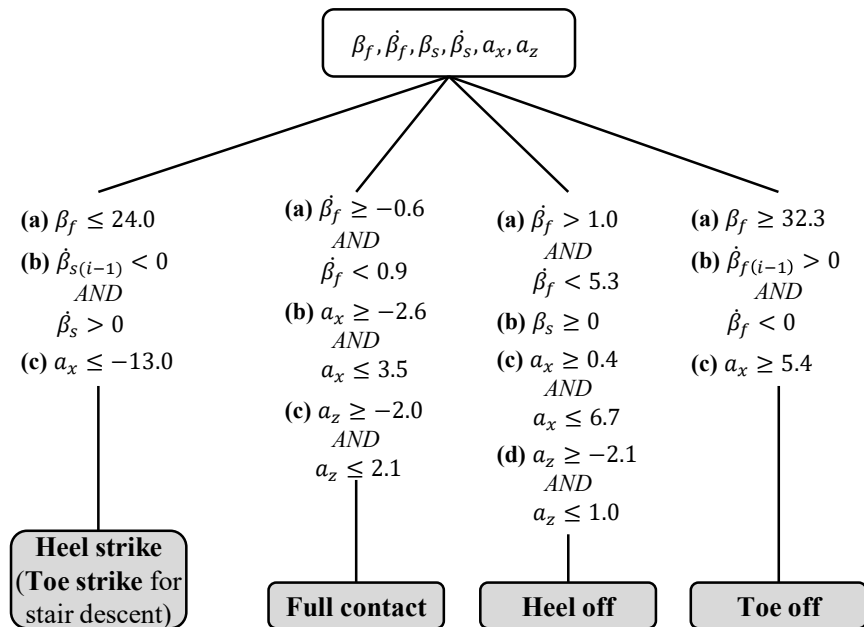 β_f, β̇_f, β_s, β̇_s, a_x, a_z
(a) β_f ≤ 24.0
(b) β̇_{s(i−1)} < 0
AND
β̇_s > 0
(c) a_x ≤ −13.0
Heel strike
(Toe strike for
stair descent)
(a) β̇_f ≥ −0.6
AND
β̇_f < 0.9
(b) a_x ≥ −2.6
AND
a_x ≤ 3.5
(c) a_z ≥ −2.0
AND
a_z ≤ 2.1
Full contact
(a) β̇_f > 1.0
AND
β̇_f < 5.3
(b) β_s ≥ 0
(c) a_x ≥ 0.4
AND
a_x ≤ 6.7
(d) a_z ≥ −2.1
AND
a_z ≤ 1.0
Heel off
(a) β_f ≥ 32.3
(b) β̇_{f(i−1)} > 0
AND
β̇_f < 0
(c) a_x ≥ 5.4
Toe off